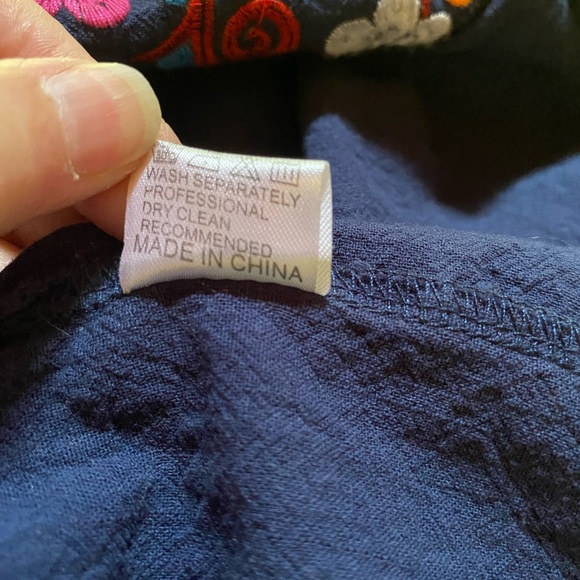 WASH SEPARATELY
PROFESSIONAL
DRY CLEAN
RECOMMENDED
MADE IN CHINA